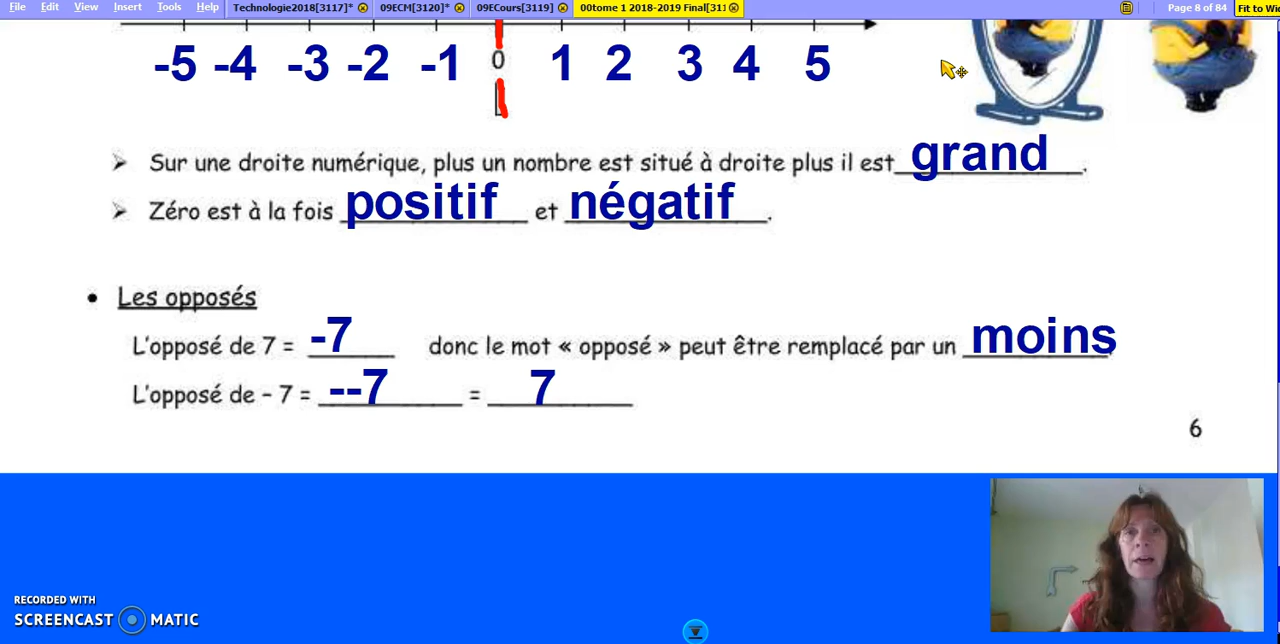 File Edit View Insert Tools Help Technologie2018[3117]* 09ECM[3120]* 09ECours[3119] 00tome 1 2018-2019 Final[311 Page 8 of 84 Fit to Wi
-5 -4 -3 -2 -1 0 1 2 3 4 5
➢ Sur une droite numérique, plus un nombre est situé à droite plus il est grand.
➢ Zéro est à la fois positif et négatif.
• Les opposés
L'opposé de 7 = -7 donc le mot « opposé » peut être remplacé par un moins.
L'opposé de – 7 = --7 = 7
6
RECORDED WITH
SCREENCAST MATIC